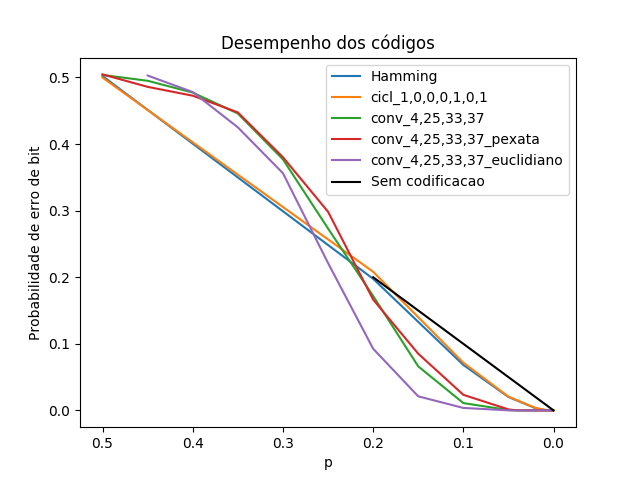 Desempenho dos códigos
Probabilidade de erro de bit
0.5
0.4
0.3
0.2
0.1
0.0
Hamming
cicl_1,0,0,0,1,0,1
conv_4,25,33,37
conv_4,25,33,37_pexata
conv_4,25,33,37_euclidiano
Sem codificacao
0.5 0.4 0.3 0.2 0.1 0.0
p